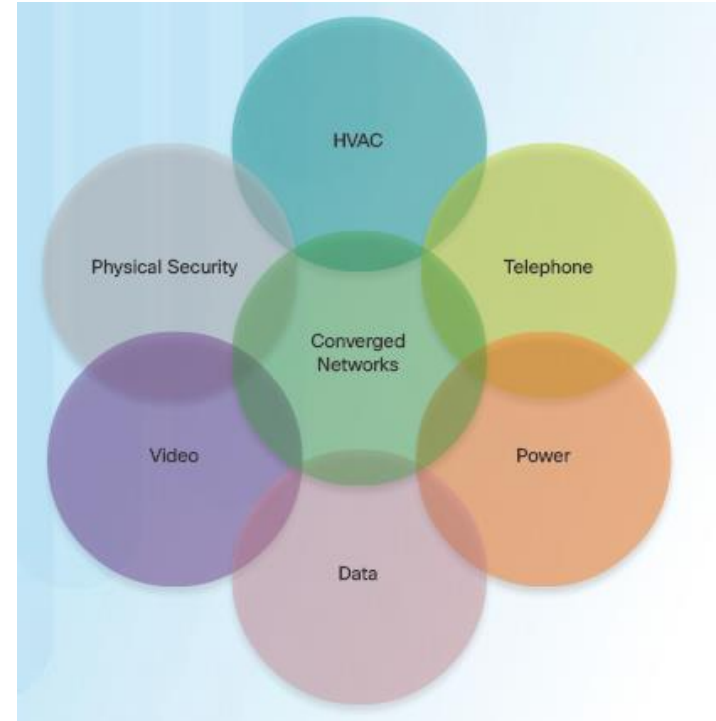 HVAC
Physical Security
Telephone
Converged
Networks
Video
Power
Data